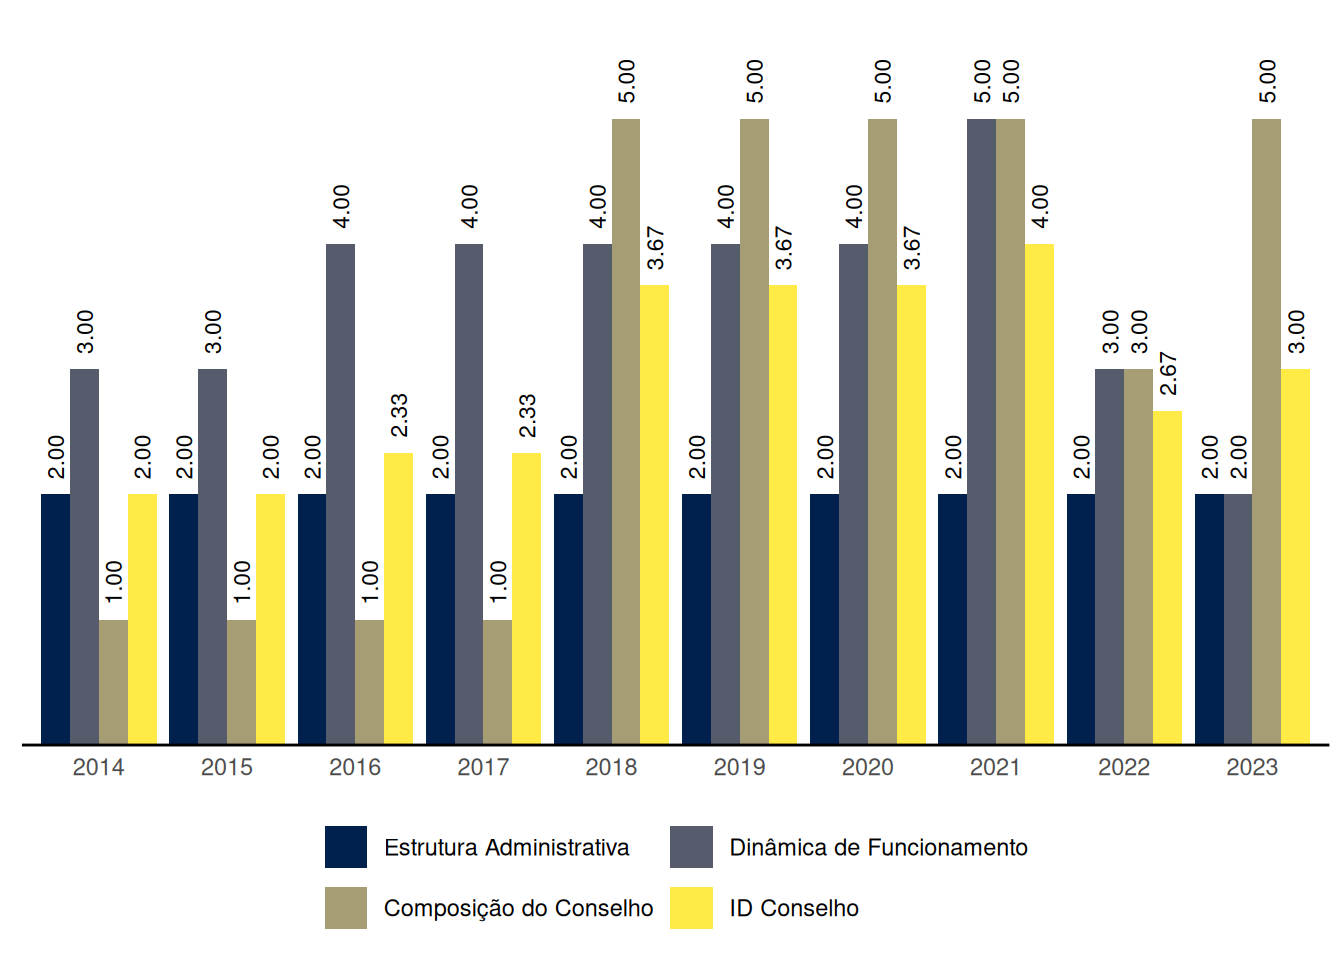 5.00 5.00 5.00 5.00 5.00 5.00
4.00 4.00 4.00 4.00 4.00 4.00
3.67 3.67 3.67
3.00 3.00 3.00 3.00 3.00
2.67
2.33 2.33
2.00 2.00 2.00 2.00 2.00 2.00 2.00 2.00 2.00 2.00 2.00 2.00 2.00
1.00 1.00 1.00 1.00
2014 2015 2016 2017 2018 2019 2020 2021 2022 2023
Estrutura Administrativa Dinâmica de Funcionamento
Composição do Conselho ID Conselho